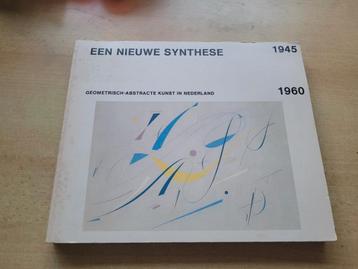 EEN NIEUWE SYNTHESE 1945
GEOMETRISCH-ABSTRACTE KUNST IN NEDERLAND 1960